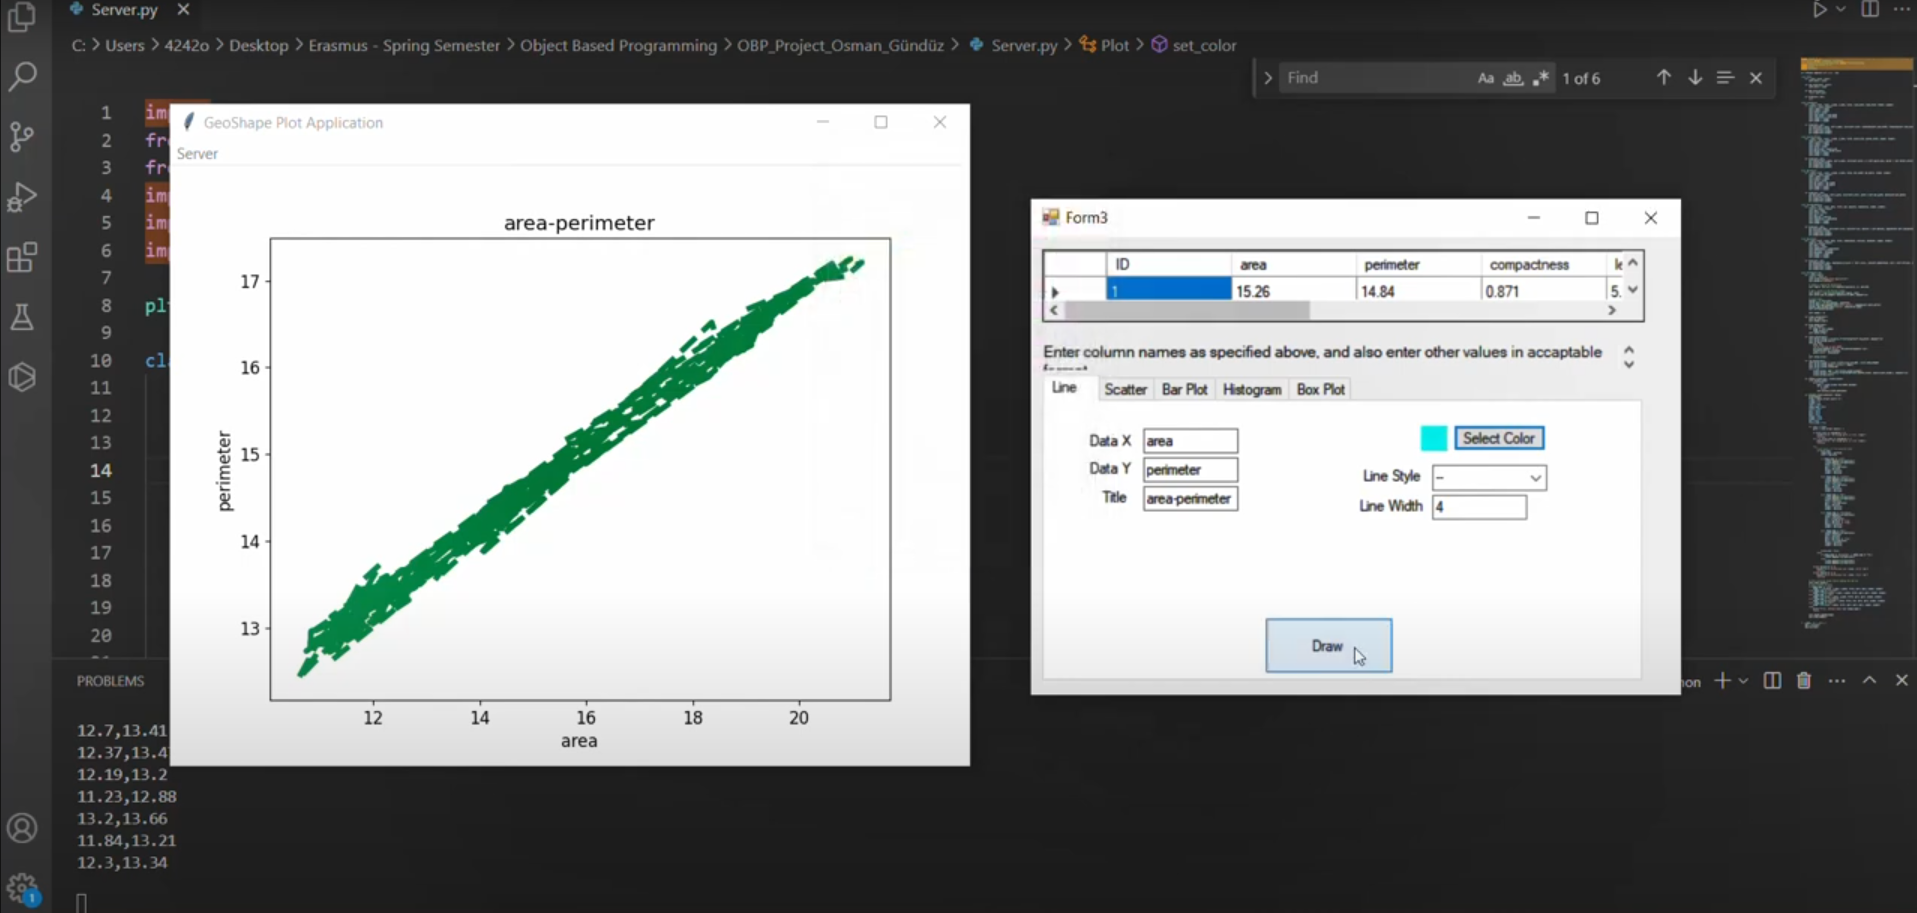 Server.py
C: > Users > 4242o > Desktop > Erasmus - Spring Semester > Object Based Programming > OBP_Project_Osman_Gündüz > Server.py > Plot > set_color
Find
Aa ab .* 1 of 6
1 im
2 fr
3 fr
4 im
5 im
6 im
7
8 pl
9
10 cl
11
12
13
14
15
16
17
18
19
20
GeoShape Plot Application
Server
area-perimeter
17
16
15
14
13
perimeter
12 14 16 18 20
area
Form3
ID area perimeter compactness
1 15.26 14.84 0.871 5.
Enter column names as specified above, and also enter other values in accaptable
Line Scatter Bar Plot Histogram Box Plot
Data X area
Data Y perimeter
Title area-perimeter
Select Color
Line Style –
Line Width 4
Draw
PROBLEMS
on
12.7,13.41
12.37,13.4
12.19,13.2
11.23,12.88
13.2,13.66
11.84,13.21
12.3,13.34
1